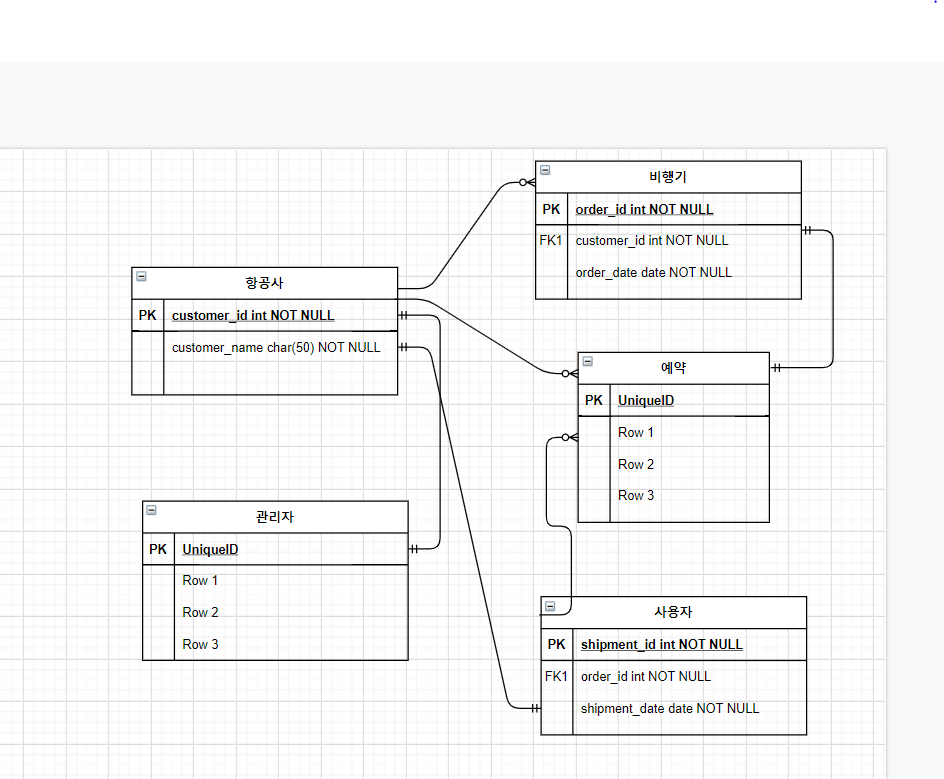 비행기
PK order_id int NOT NULL
FK1 customer_id int NOT NULL
order_date date NOT NULL
항공사
PK customer_id int NOT NULL
customer_name char(50) NOT NULL
예약
PK UniqueID
Row 1
Row 2
Row 3
관리자
PK UniqueID
Row 1
Row 2
Row 3
사용자
PK shipment_id int NOT NULL
FK1 order_id int NOT NULL
shipment_date date NOT NULL